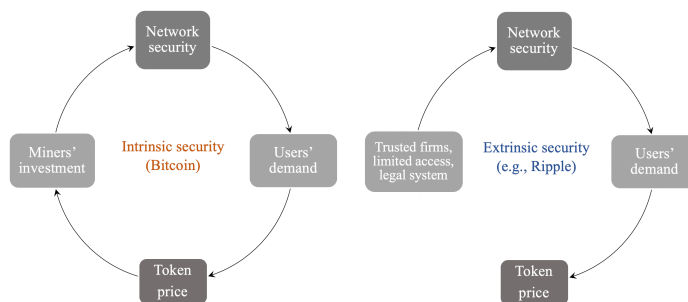 Network
security
Miners'
investment
Intrinsic security
(Bitcoin)
Users'
demand
Token
price
Network
security
Trusted firms,
limited access,
legal system
Extrinsic security
(e.g., Ripple)
Users'
demand
Token
price